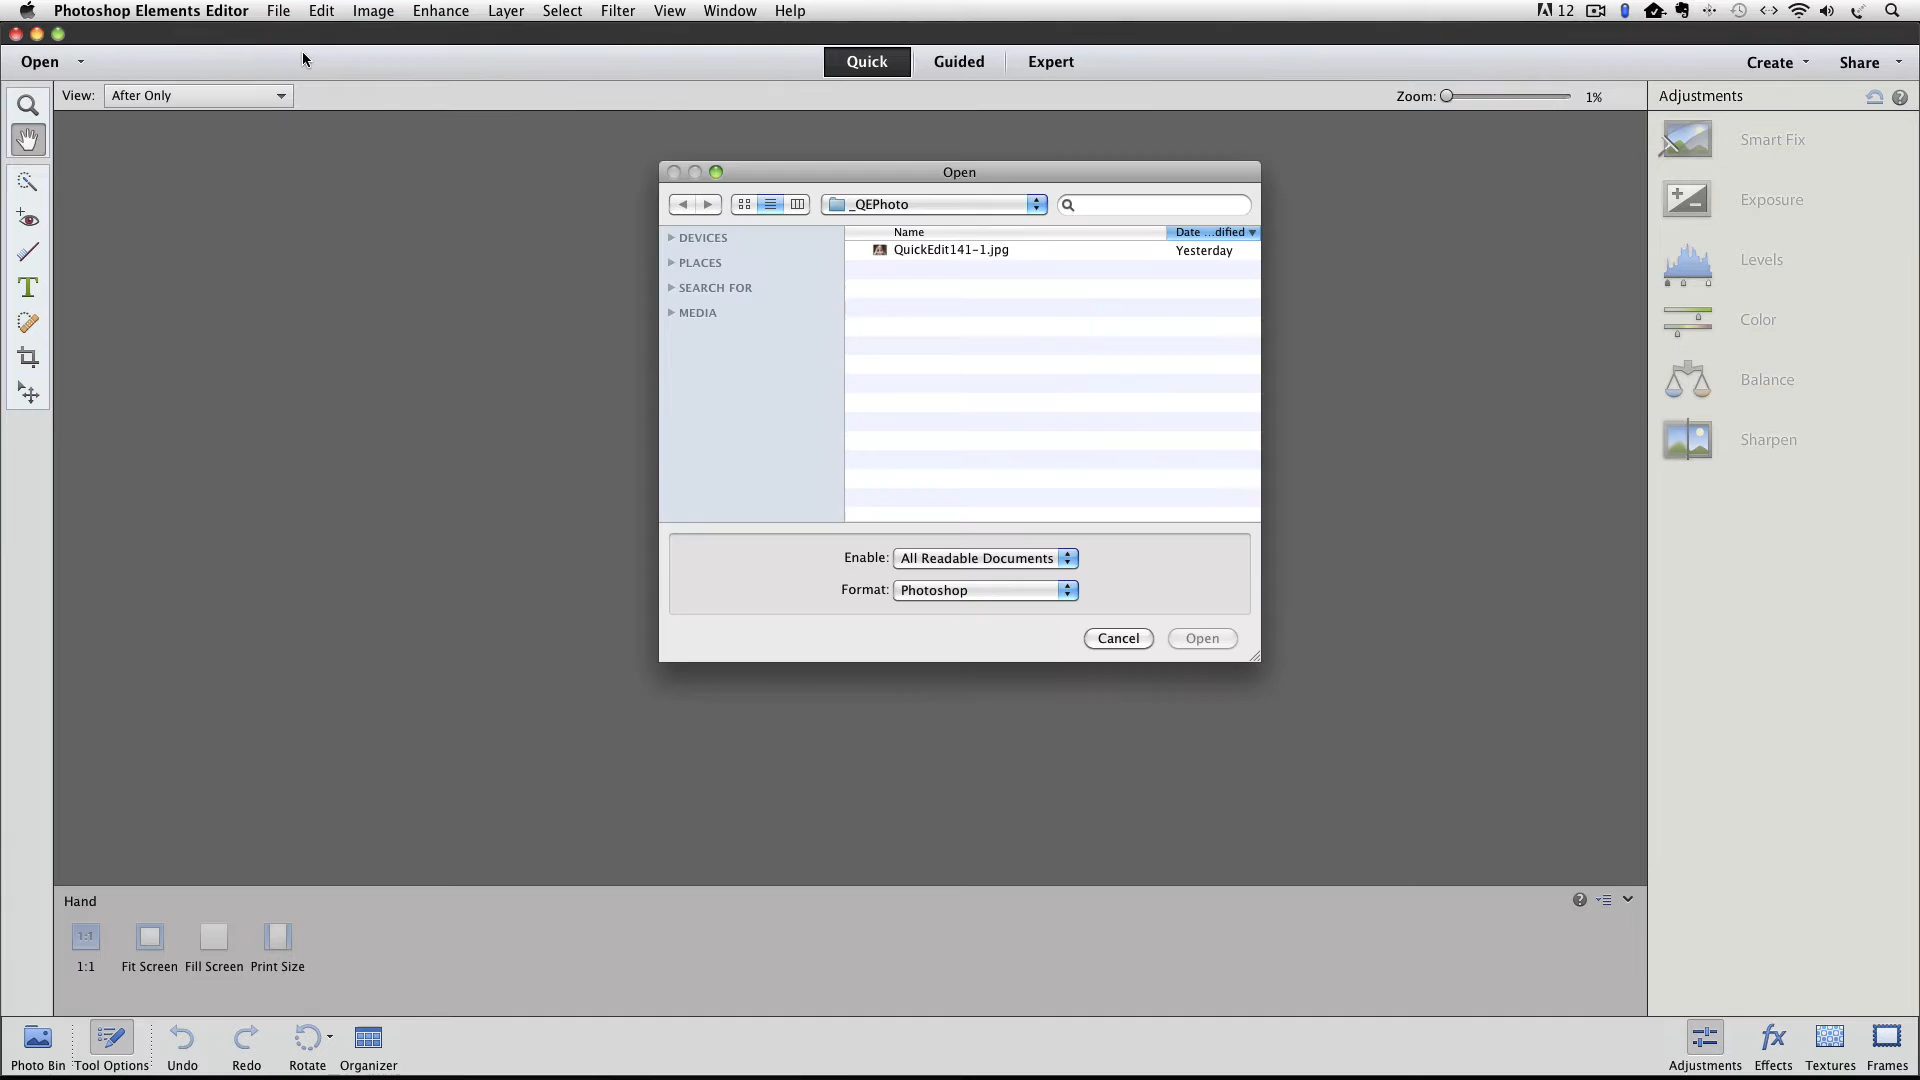 Photoshop Elements Editor File Edit Image Enhance Layer Select Filter View Window Help 12
Open Quick Guided Expert Create Share
View: After Only Zoom: 1% Adjustments
Open
_QEPhoto
Name Date ...dified
QuickEdit141-1.jpg Yesterday
DEVICES
PLACES
SEARCH FOR
MEDIA
Enable: All Readable Documents
Format: Photoshop
Cancel Open
Smart Fix
Exposure
Levels
Color
Balance
Sharpen
Hand
1:1
1:1 Fit Screen Fill Screen Print Size
Photo Bin Tool Options Undo Redo Rotate Organizer
fx
Adjustments Effects Textures Frames